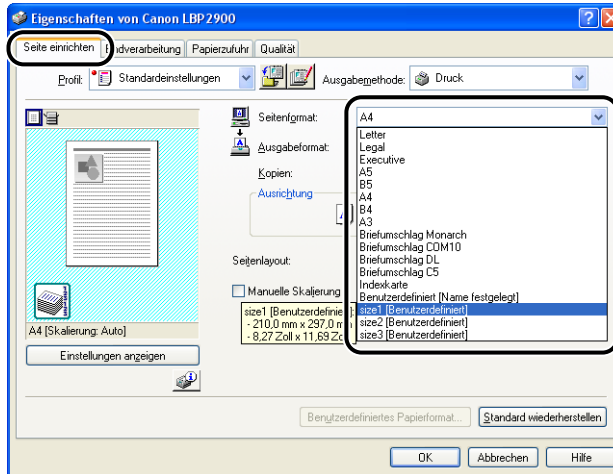 Eigenschaften von Canon LBP2900
Seite einrichten Endverarbeitung Papierzufuhr Qualität
Profil: Standardeinstellungen Ausgabemethode: Druck
Seitenformat: A4
Ausgabeformat:
Kopien:
Ausrichtung
Seitenlayout:
Manuelle Skalierung
Letter
Legal
Executive
A5
B5
A4
B4
A3
Briefumschlag Monarch
Briefumschlag COM10
Briefumschlag DL
Briefumschlag C5
Indexkarte
Benutzerdefiniert [Name festgelegt]
size1 [Benutzerdefiniert]
size2 [Benutzerdefiniert]
size3 [Benutzerdefiniert]
size1 [Benutzerdefinie
- 210,0 mm x 297,0 m
- 8,27 Zoll x 11,69 Zo
A4 [Skalierung: Auto]
Einstellungen anzeigen
Benutzerdefiniertes Papierformat... Standard wiederherstellen
OK Abbrechen Hilfe